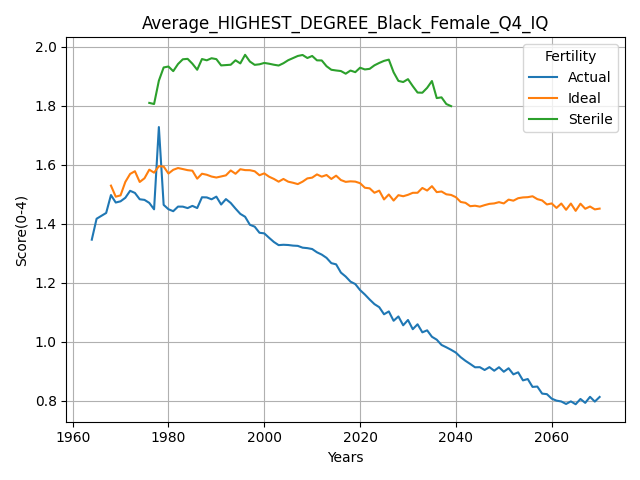 Average_HIGHEST_DEGREE_Black_Female_Q4_IQ
Fertility
Actual
Ideal
Sterile
Score(0-4)
2.0
1.8
1.6
1.4
1.2
1.0
0.8
1960 1980 2000 2020 2040 2060
Years